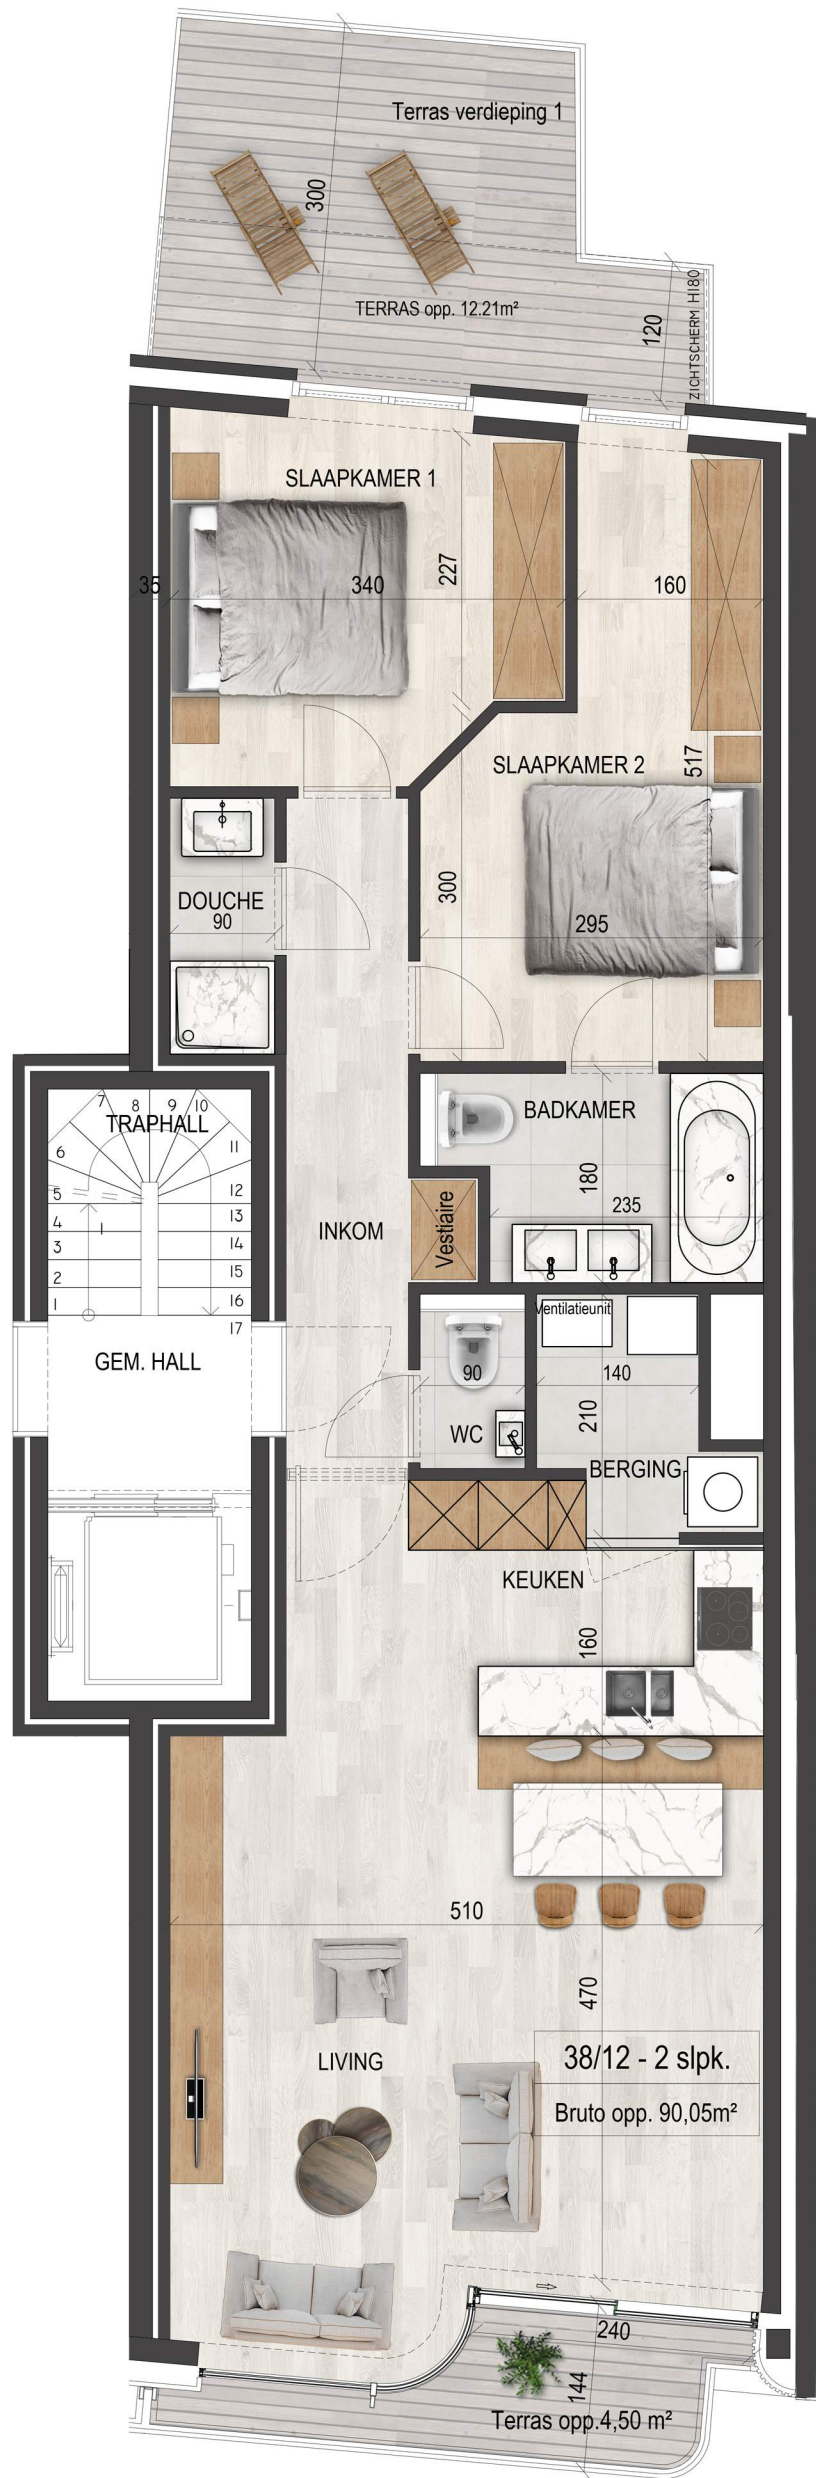 Terras verdieping 1
300
TERRAS opp. 12.21m²
120
ZICHTSCHERM H180
SLAAPKAMER 1
227
35
340
160
SLAAPKAMER 2
517
DOUCHE
90
300
295
7
8
9
10
TRAPHALL
6
11
5
12
4
1
13
3
14
2
15
1
16
17
GEM. HALL
BADKAMER
180
235
INKOM
Vestiaire
Ventilatieunit
90
140
210
WC
BERGING
KEUKEN
160
510
470
38/12 - 2 slpk.
LIVING
Bruto opp. 90,05m²
240
144
Terras opp.4,50 m²